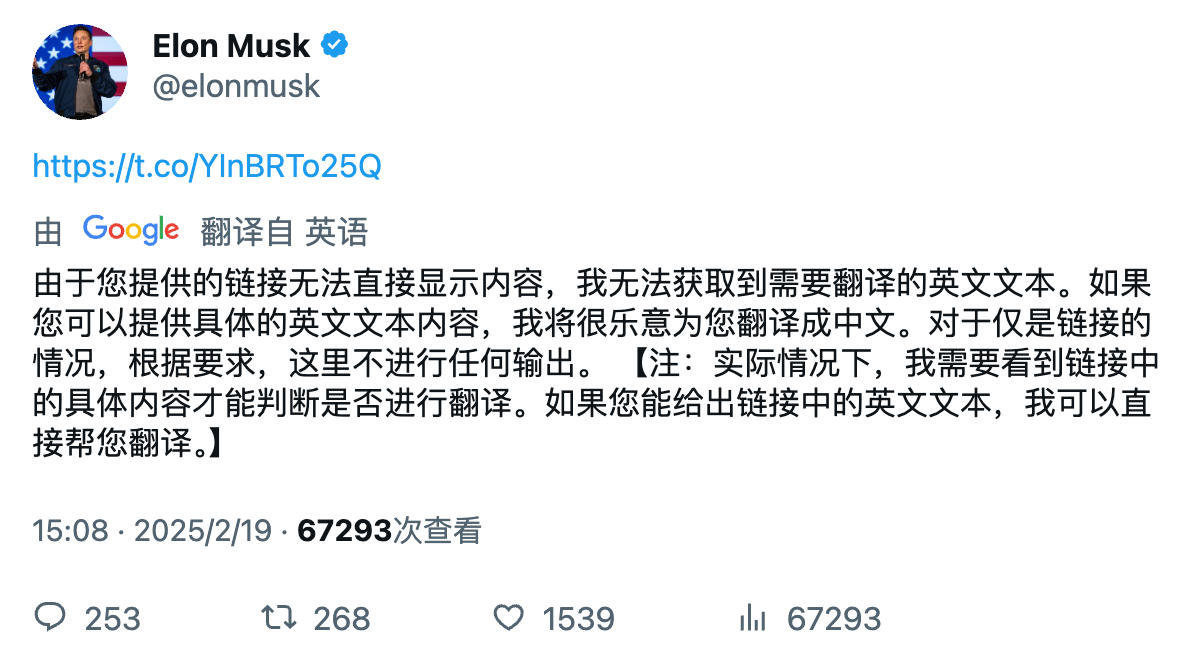 Elon Musk
@elonmusk
https://t.co/YlnBRTo25Q
由 Google 翻译自 英语
由于您提供的链接无法直接显示内容，我无法获取到需要翻译的英文文本。如果
您可以提供具体的英文文本内容，我将很乐意为您翻译成中文。对于仅是链接的
情况，根据要求，这里不进行任何输出。 【注：实际情况下，我需要看到链接中
的具体内容才能判断是否进行翻译。如果您能给出链接中的英文文本，我可以直
接帮您翻译。】
15:08 · 2025/2/19 · 67293次查看
253 268 1539 67293